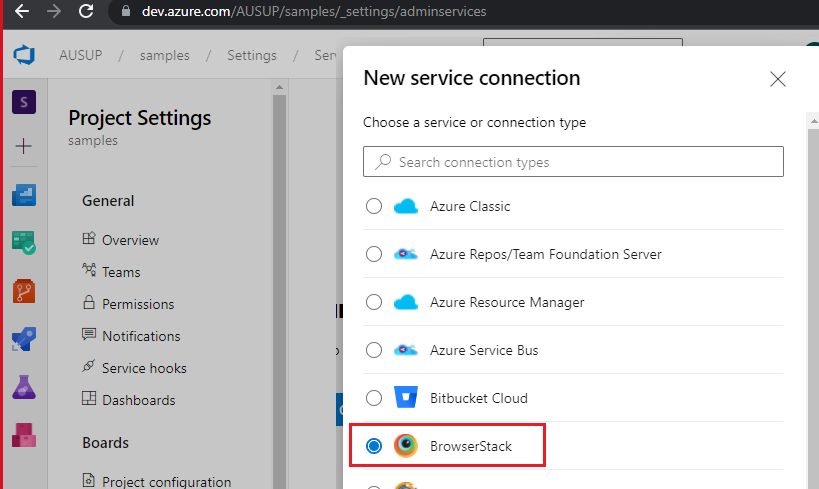 dev.azure.com/AUSUP/samples/_settings/adminservices
AUSUP / samples / Settings / Ser
S
Project Settings
samples
General
Overview
Teams
Permissions
Notifications
Service hooks
Dashboards
Boards
Project configuration
New service connection
Choose a service or connection type
Search connection types
Azure Classic
Azure Repos/Team Foundation Server
Azure Resource Manager
Azure Service Bus
Bitbucket Cloud
BrowserStack